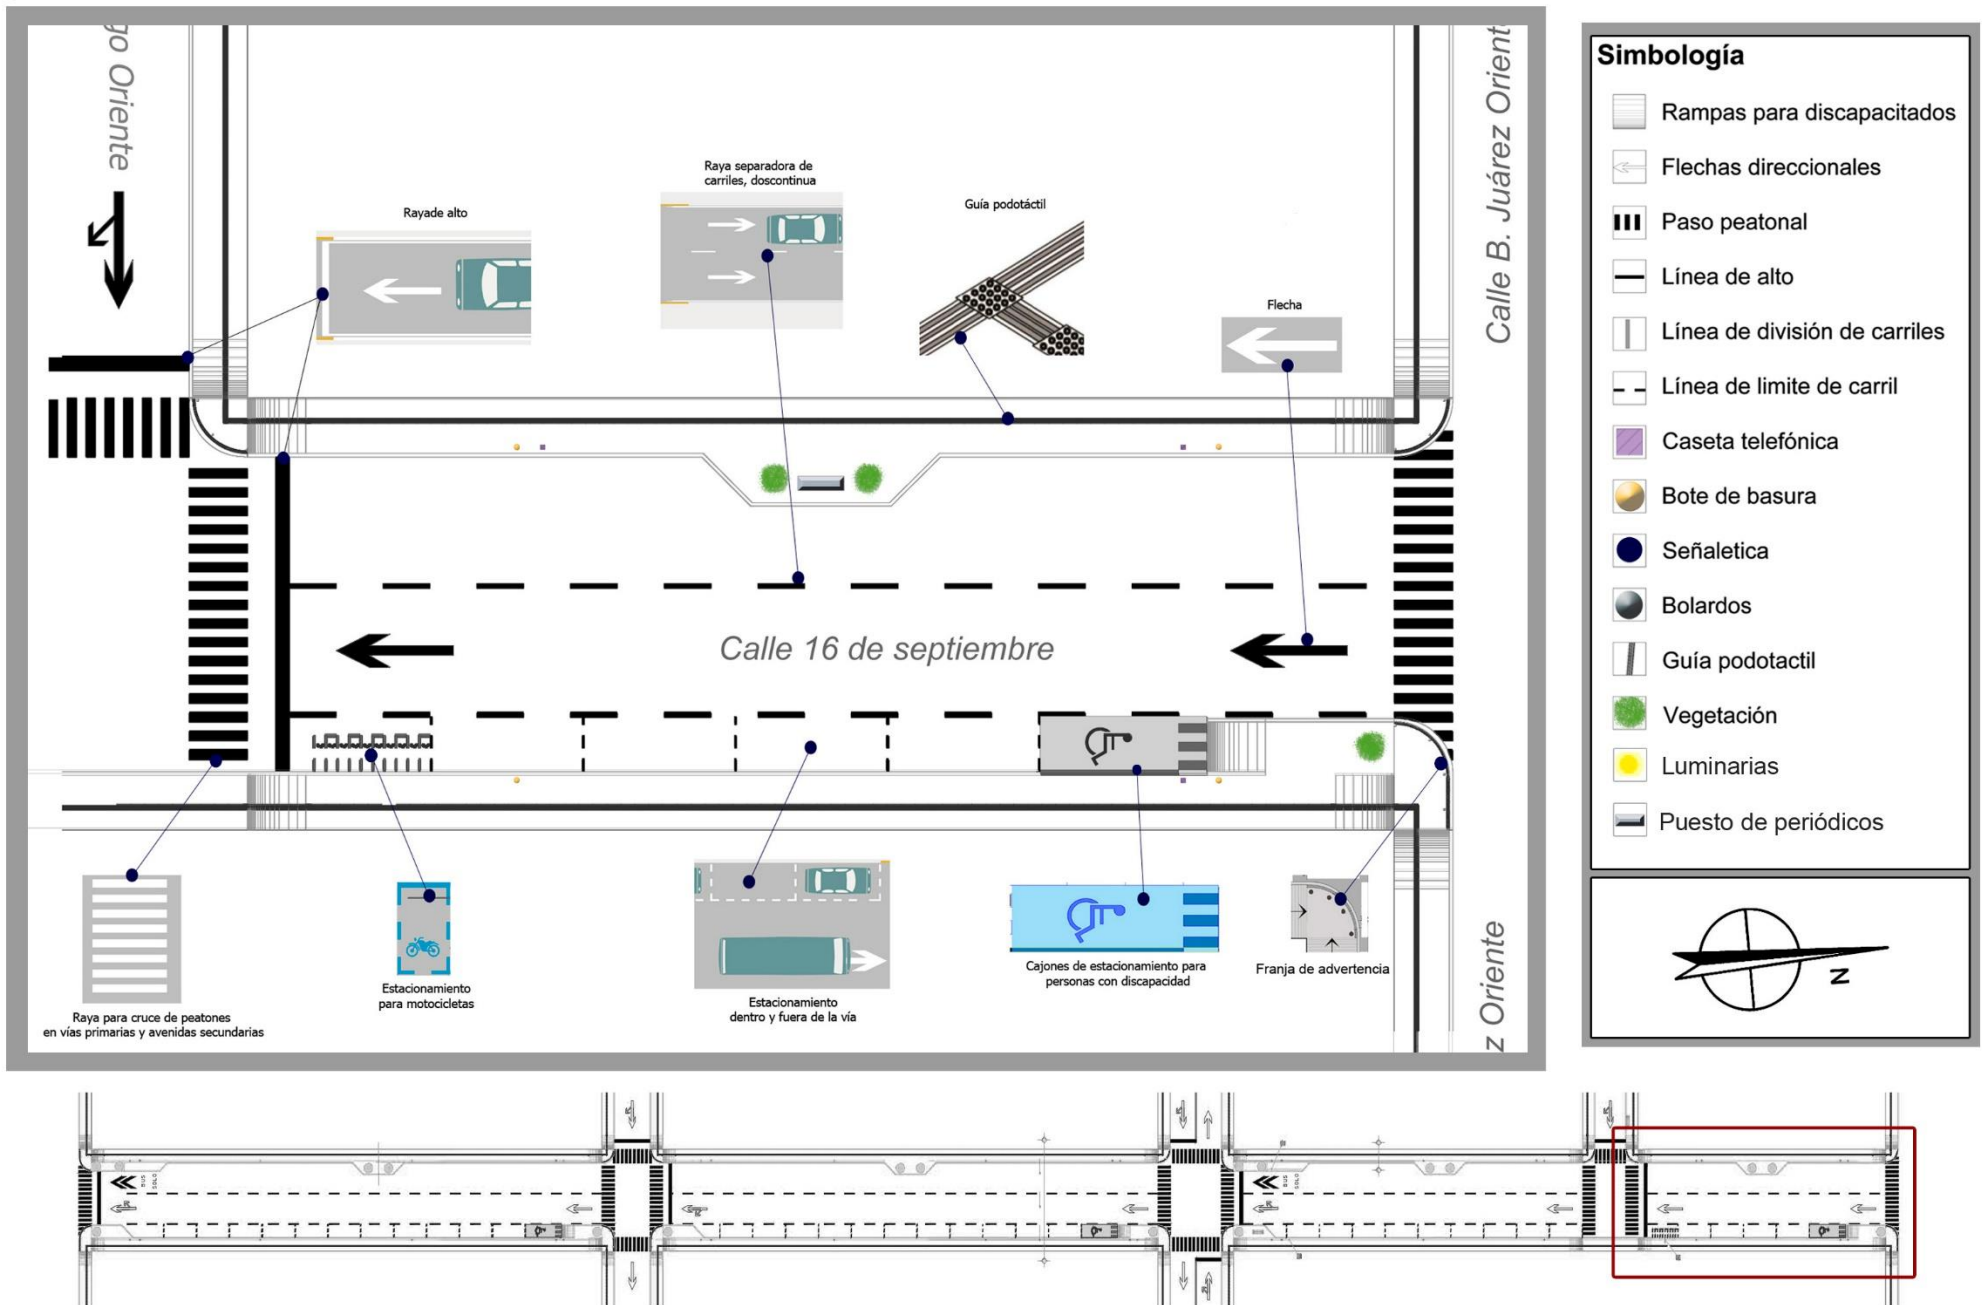 go Oriente
Calle B. Juárez Orient
Rayade alto
Raya separadora de
carriles, doscontinua
Guía podotáctil
Flecha
Calle 16 de septiembre
Raya para cruce de peatones
en vías primarias y avenidas secundarias
Estacionamiento
para motocicletas
Estacionamiento
dentro y fuera de la vía
Cajones de estacionamiento para
personas con discapacidad
Franja de advertencia
z Oriente
Simbología
Rampas para discapacitados
Flechas direccionales
Paso peatonal
Línea de alto
Línea de división de carriles
Línea de limite de carril
Caseta telefónica
Bote de basura
Señaletica
Bolardos
Guía podotactil
Vegetación
Luminarias
Puesto de periódicos
N
BUS
SOLO
BUS
SOLO